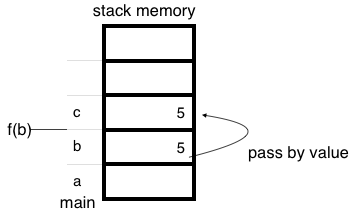 stack memory
c 5
f(b)
b 5
pass by value
a
main